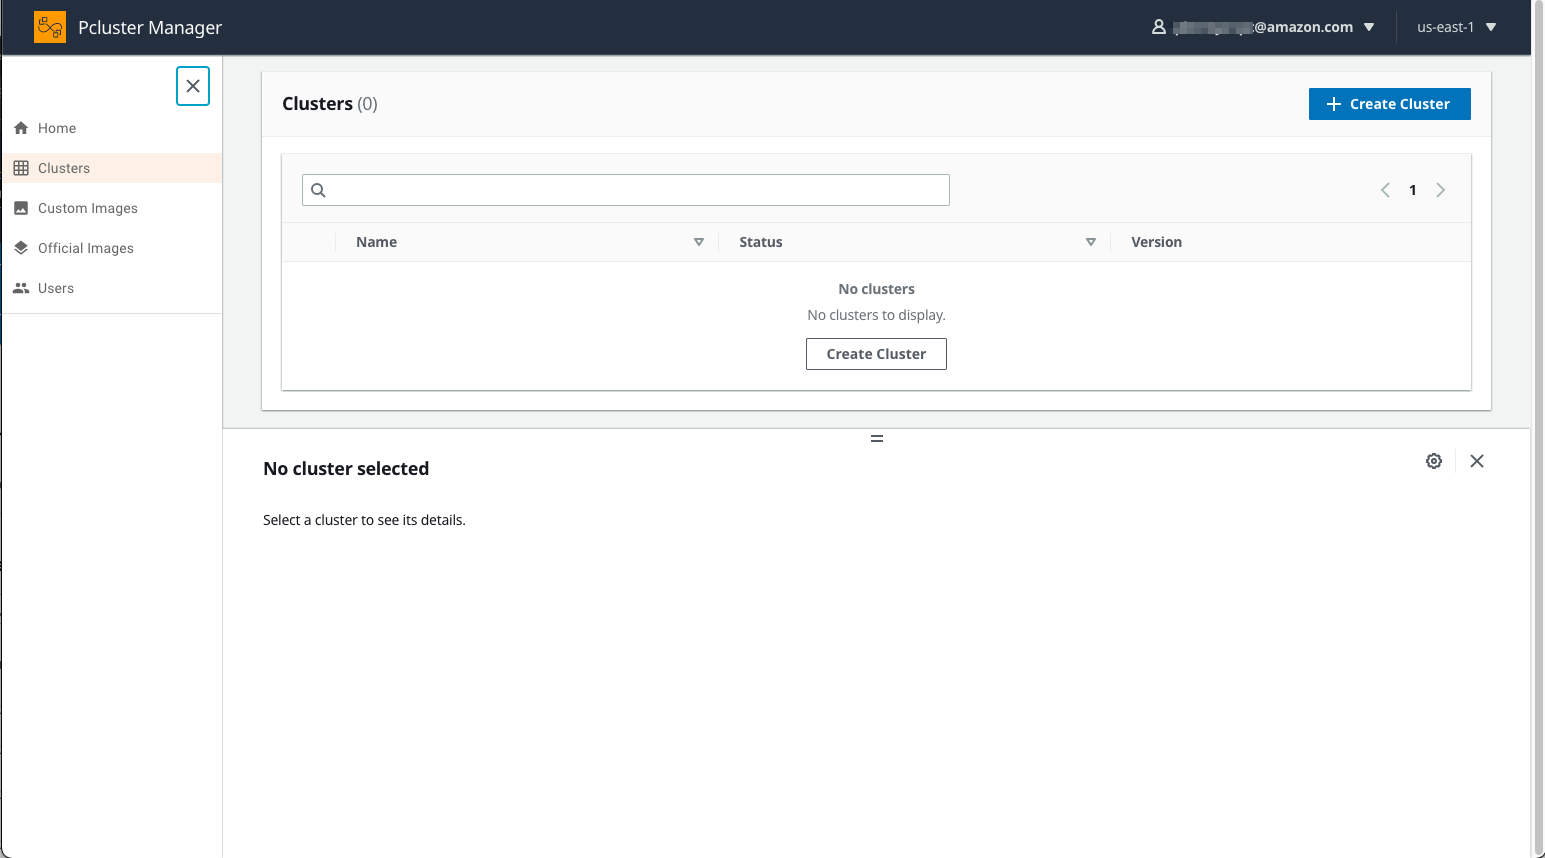 Pcluster Manager
@amazon.com
us-east-1
Home
Clusters
Custom Images
Official Images
Users
Clusters (0)
Create Cluster
1
Name Status Version
No clusters
No clusters to display.
Create Cluster
No cluster selected
Select a cluster to see its details.